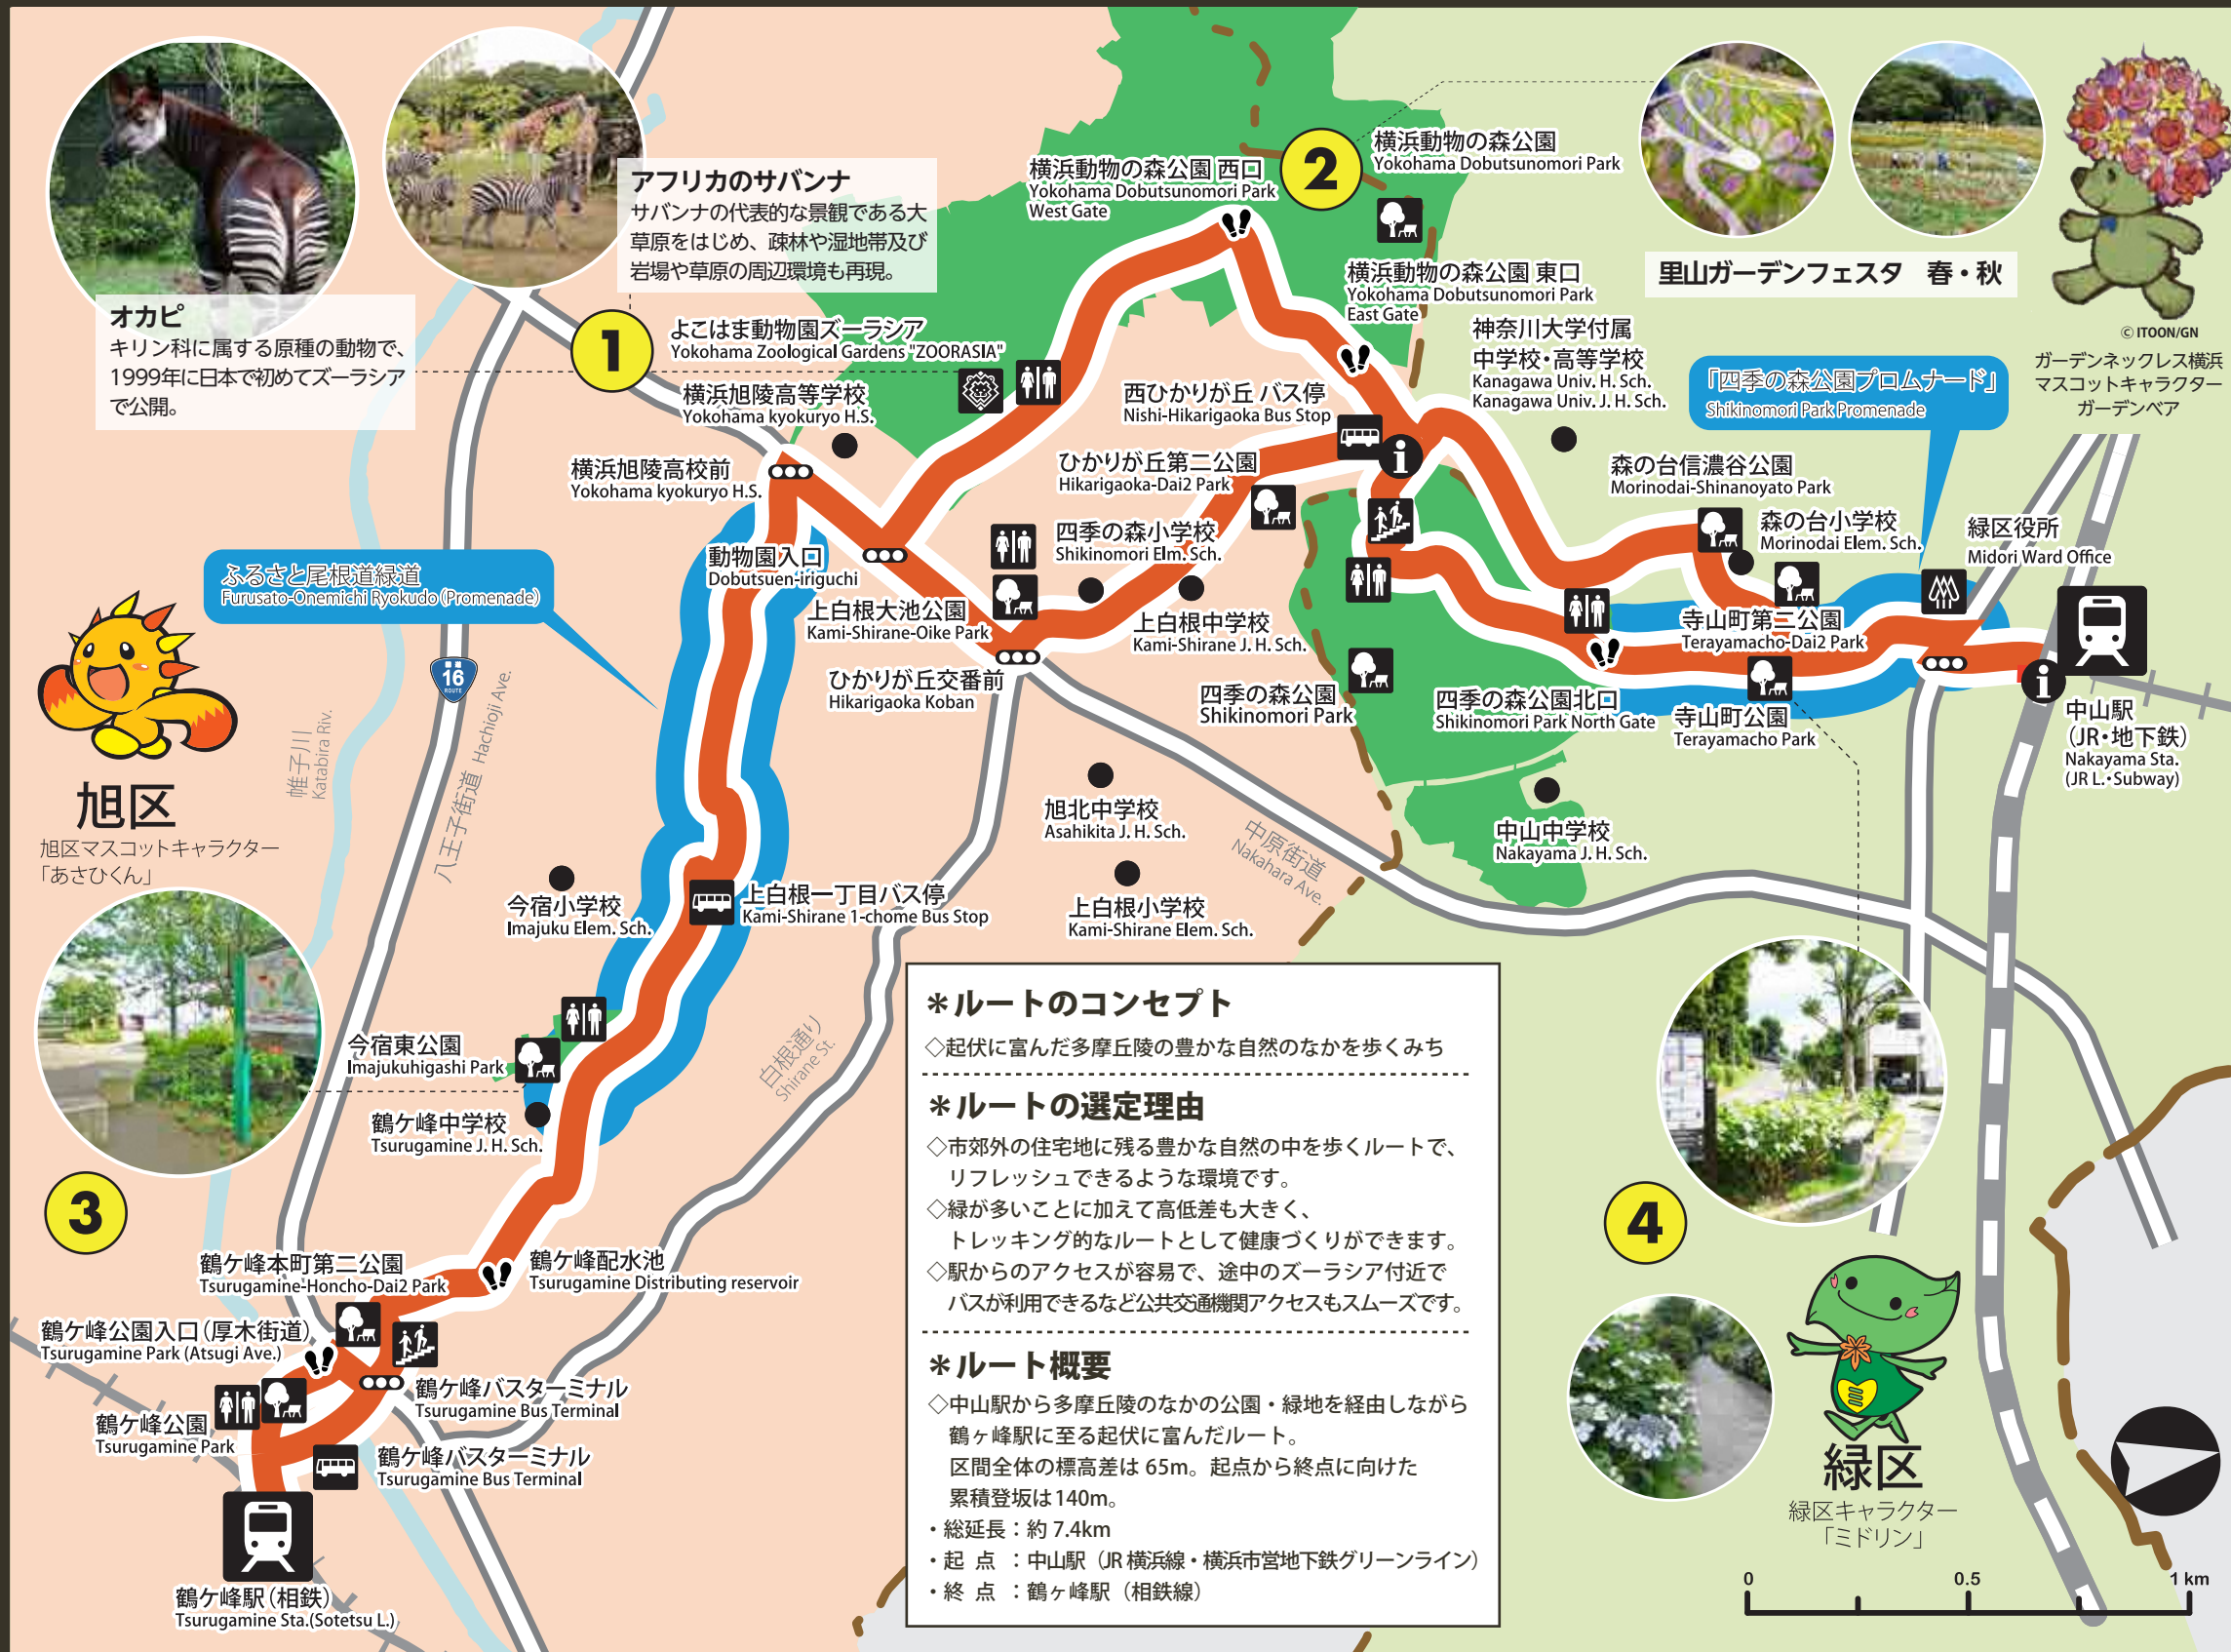 アフリカのサバンナ
サバンナの代表的な景観である大
草原をはじめ、疎林や湿地帯及び
岩場や草原の周辺環境も再現。
オカピ
キリン科に属する原種の動物で、
1999年に日本で初めてズーラシア
で公開。
1
よこはま動物園ズーラシア
Yokohama Zoological Gardens "ZOORASIA"
横浜旭陵高等学校
Yokohama kyokuryo H.S.
横浜旭陵高校前
Yokohama kyokuryo H.S.
横浜動物の森公園 西口
Yokohama Dobutsunomori Park
West Gate
2
横浜動物の森公園
Yokohama Dobutsunomori Park
横浜動物の森公園 東口
Yokohama Dobutsunomori Park
East Gate
里山ガーデンフェスタ 春・秋
© ITOON/GN
ガーデンネックレス横浜
マスコットキャラクター
ガーデンベア
神奈川大学付属
中学校・高等学校
Kanagawa Univ. H. Sch.
Kanagawa Univ. J. H. Sch.
「四季の森公園プロムナード」
Shikinomori Park Promenade
西ひかりが丘 バス停
Nishi-Hikarigaoka Bus Stop
i
ひかりが丘第二公園
Hikarigaoka-Dai2 Park
森の台信濃谷公園
Morinodai-Shinanoyato Park
森の台小学校
Morinodai Elem. Sch.
緑区役所
Midori Ward Office
四季の森小学校
Shikinomori Elm. Sch.
動物園入口
Dobutsuen-iriguchi
ふるさと尾根道緑道
Furusato-Onemichi Ryokudo (Promenade)
上白根大池公園
Kami-Shirane-Oike Park
上白根中学校
Kami-Shirane J. H. Sch.
寺山町第二公園
Terayamacho-Dai2 Park
ひかりが丘交番前
Hikarigaoka Koban
四季の森公園
Shikinomori Park
四季の森公園北口
Shikinomori Park North Gate
寺山町公園
Terayamacho Park
i
中山駅
(JR・地下鉄)
Nakayama Sta.
(JR L.・Subway)
16
ROUTE
八王子街道 Hachioji Ave.
帷子川
Katabira Riv.
旭区
旭区マスコットキャラクター
「あさひくん」
旭北中学校
Asahikita J. H. Sch.
中原街道
Nakahara Ave.
中山中学校
Nakayama J. H. Sch.
今宿小学校
Imajuku Elem. Sch.
上白根一丁目バス停
Kami-Shirane 1-chome Bus Stop
上白根小学校
Kami-Shirane Elem. Sch.
今宿東公園
Imajukuhigashi Park
白根通り
Shirane St.
鶴ケ峰中学校
Tsurugamine J. H. Sch.
3
鶴ケ峰本町第二公園
Tsurugamine-Honcho-Dai2 Park
鶴ケ峰配水池
Tsurugamine Distributing reservoir
鶴ケ峰公園入口(厚木街道)
Tsurugamine Park (Atsugi Ave.)
鶴ケ峰バスターミナル
Tsurugamine Bus Terminal
鶴ケ峰公園
Tsurugamine Park
鶴ケ峰バスターミナル
Tsurugamine Bus Terminal
鶴ケ峰駅(相鉄)
Tsurugamine Sta.(Sotetsu L.)
*ルートのコンセプト
◇起伏に富んだ多摩丘陵の豊かな自然のなかを歩くみち
*ルートの選定理由
◇市郊外の住宅地に残る豊かな自然の中を歩くルートで、
リフレッシュできるような環境です。
◇緑が多いことに加えて高低差も大きく、
トレッキング的なルートとして健康づくりができます。
◇駅からのアクセスが容易で、途中のズーラシア付近で
バスが利用できるなど公共交通機関アクセスもスムーズです。
*ルート概要
◇中山駅から多摩丘陵のなかの公園・緑地を経由しながら
鶴ヶ峰駅に至る起伏に富んだルート。
区間全体の標高差は 65m。起点から終点に向けた
累積登坂は140m。
・総延長:約 7.4km
・起 点 :中山駅(JR 横浜線・横浜市営地下鉄グリーンライン)
・終 点 :鶴ヶ峰駅(相鉄線)
4
緑区
緑区キャラクター
「ミドリン」
0 0.5 1 km